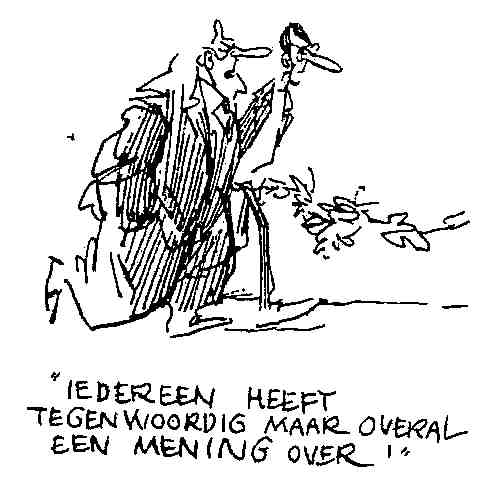 "IEDEREEN HEEFT
TEGENWOORDIG MAAR OVERAL
EEN MENING OVER!"